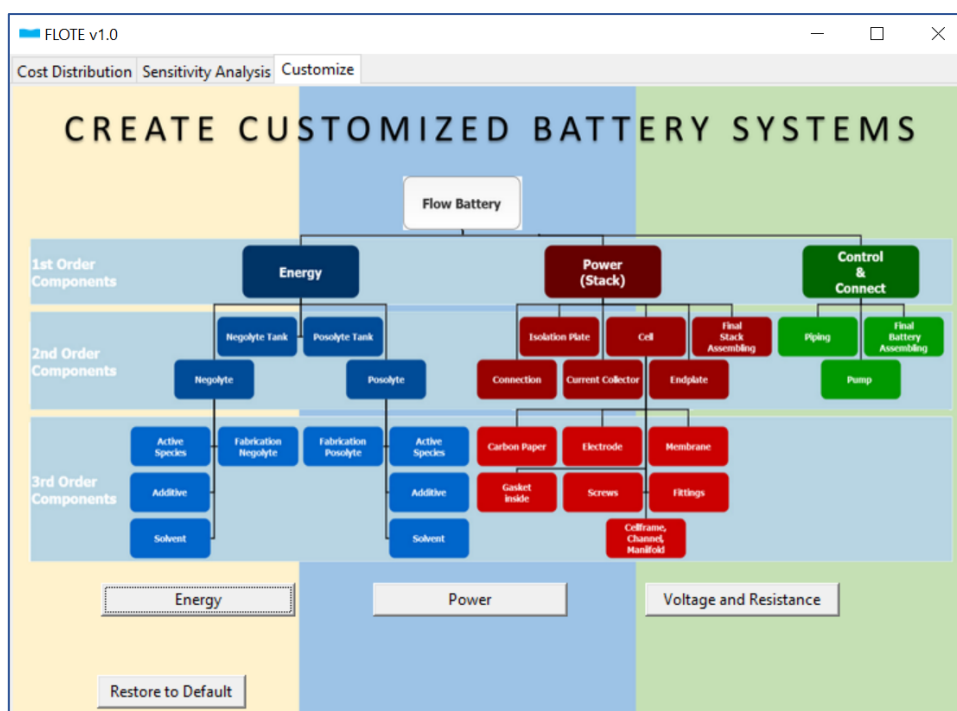 FLOTE v1.0
Cost Distribution Sensitivity Analysis Customize
CREATE CUSTOMIZED BATTERY SYSTEMS
Flow Battery
1st Order
Components
Energy
Power
(Stack)
Control
&
Connect
2nd Order
Components
Negolyte Tank
Posolyte Tank
Isolation Plate
Cell
Final
Stack
Assembling
Piping
Final
Battery
Assembling
Negolyte
Posolyte
Connection
Current Collector
Endplate
Pump
3rd Order
Components
Active
Species
Fabrication
Negolyte
Fabrication
Posolyte
Active
Species
Carbon Paper
Electrode
Membrane
Additive
Additive
Gasket
inside
Screws
Fittings
Solvent
Solvent
Cellframe,
Channel,
Manifold
Energy
Power
Voltage and Resistance
Restore to Default